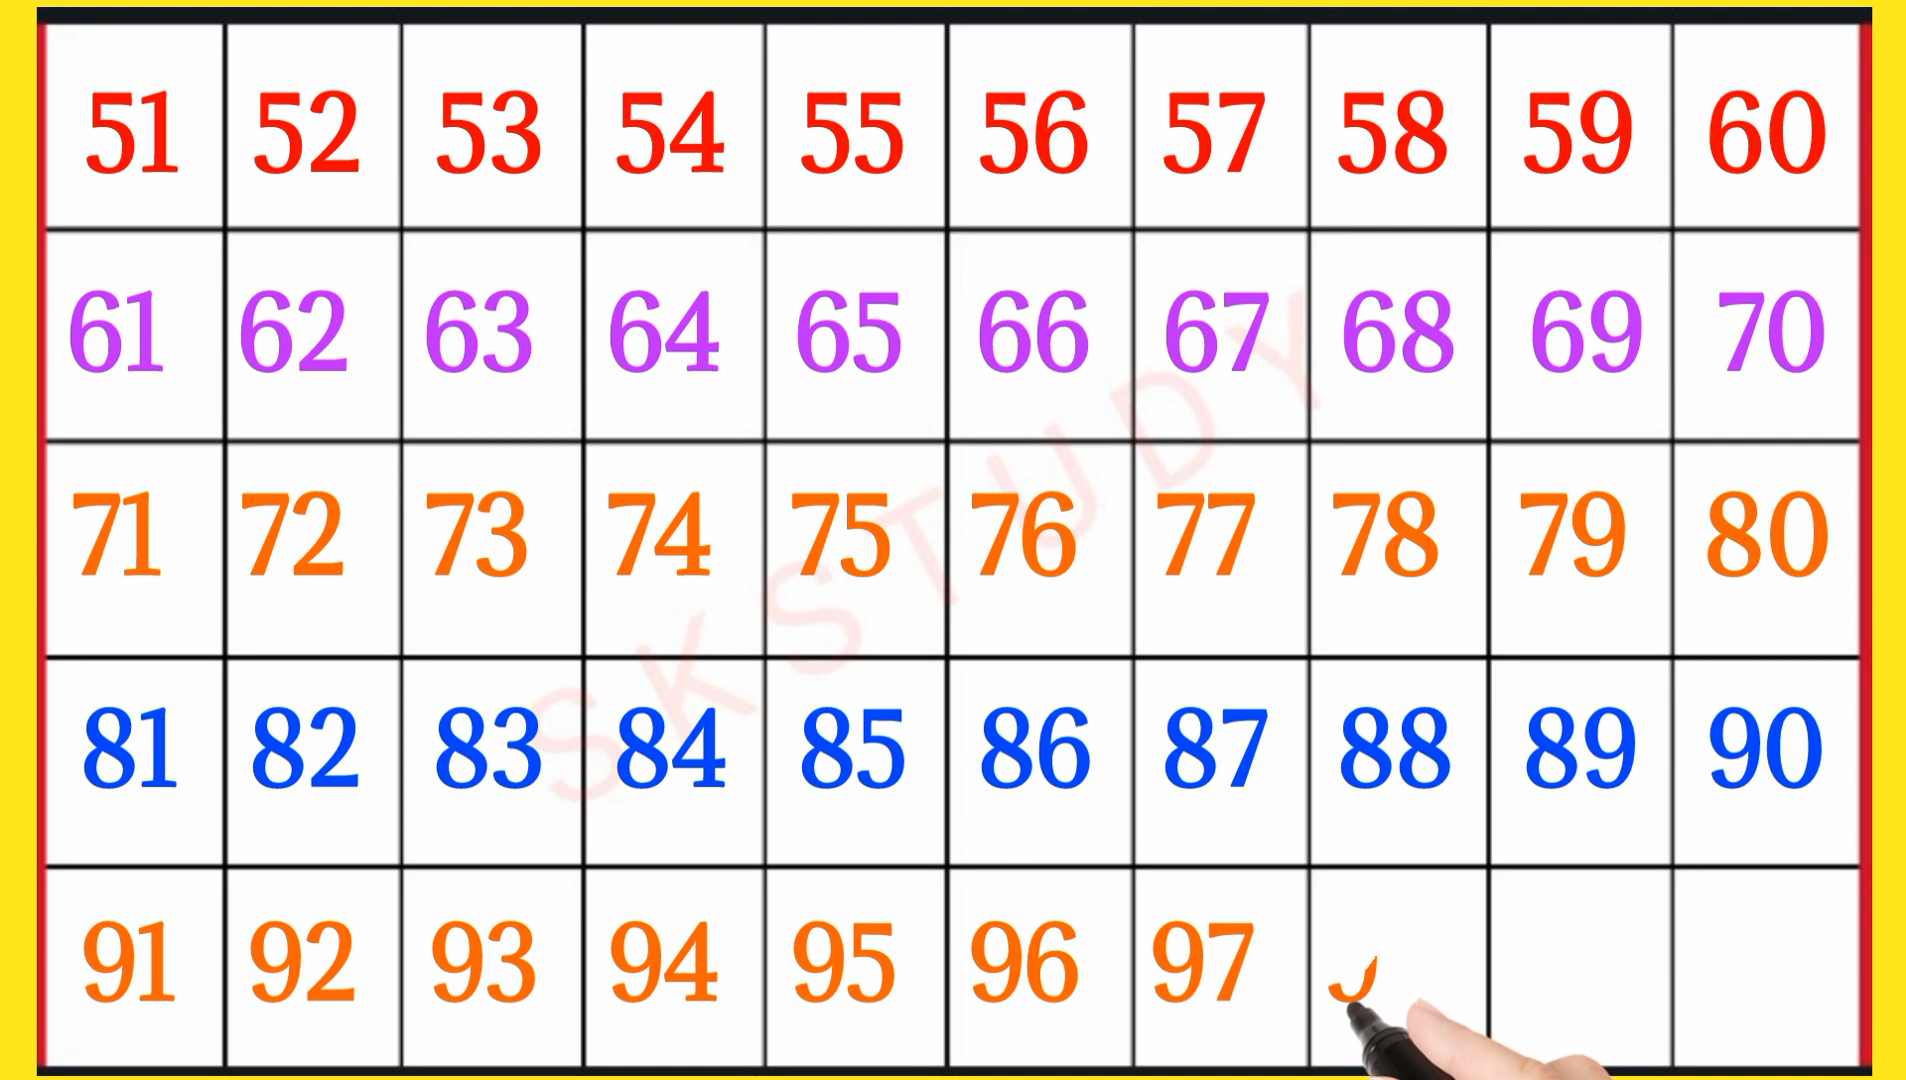 51 52 53 54 55 56 57 58 59 60
61 62 63 64 65 66 67 68 69 70
71 72 73 74 75 76 77 78 79 80
81 82 83 84 85 86 87 88 89 90
91 92 93 94 95 96 97
SKSTUDY